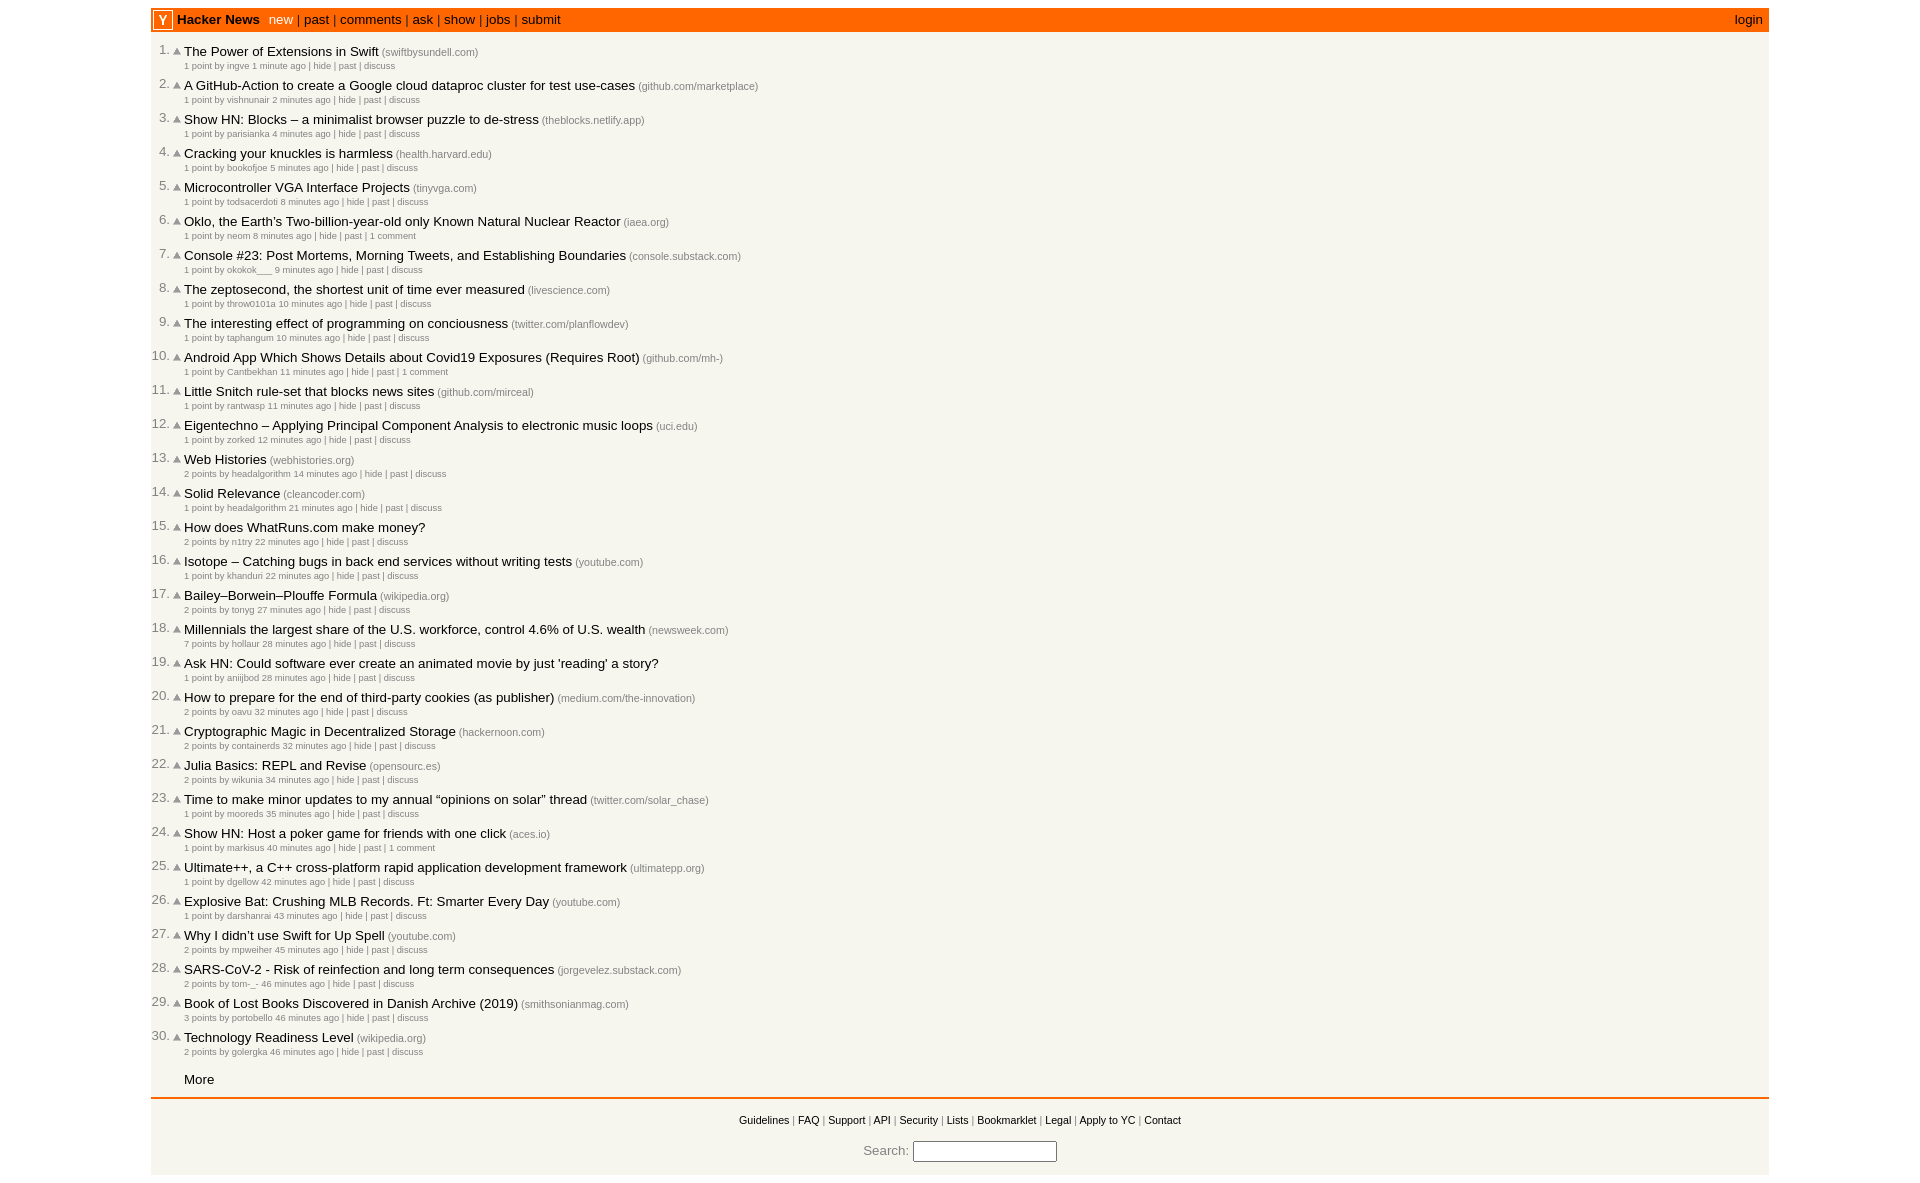 Y Hacker News new | past | comments | ask | show | jobs | submit login
1. The Power of Extensions in Swift (swiftbysundell.com)
1 point by ingve 1 minute ago | hide | past | discuss
2. A GitHub-Action to create a Google cloud dataproc cluster for test use-cases (github.com/marketplace)
1 point by vishnunair 2 minutes ago | hide | past | discuss
3. Show HN: Blocks – a minimalist browser puzzle to de-stress (theblocks.netlify.app)
1 point by parisianka 4 minutes ago | hide | past | discuss
4. Cracking your knuckles is harmless (health.harvard.edu)
1 point by bookofjoe 5 minutes ago | hide | past | discuss
5. Microcontroller VGA Interface Projects (tinyvga.com)
1 point by todsacerdoti 8 minutes ago | hide | past | discuss
6. Oklo, the Earth’s Two-billion-year-old only Known Natural Nuclear Reactor (iaea.org)
1 point by neom 8 minutes ago | hide | past | 1 comment
7. Console #23: Post Mortems, Morning Tweets, and Establishing Boundaries (console.substack.com)
1 point by okokok___ 9 minutes ago | hide | past | discuss
8. The zeptosecond, the shortest unit of time ever measured (livescience.com)
1 point by throw0101a 10 minutes ago | hide | past | discuss
9. The interesting effect of programming on conciousness (twitter.com/planflowdev)
1 point by taphangum 10 minutes ago | hide | past | discuss
10. Android App Which Shows Details about Covid19 Exposures (Requires Root) (github.com/mh-)
1 point by Cantbekhan 11 minutes ago | hide | past | 1 comment
11. Little Snitch rule-set that blocks news sites (github.com/mirceal)
1 point by rantwasp 11 minutes ago | hide | past | discuss
12. Eigentechno – Applying Principal Component Analysis to electronic music loops (uci.edu)
1 point by zorked 12 minutes ago | hide | past | discuss
13. Web Histories (webhistories.org)
2 points by headalgorithm 14 minutes ago | hide | past | discuss
14. Solid Relevance (cleancoder.com)
1 point by headalgorithm 21 minutes ago | hide | past | discuss
15. How does WhatRuns.com make money?
2 points by n1try 22 minutes ago | hide | past | discuss
16. Isotope – Catching bugs in back end services without writing tests (youtube.com)
1 point by khanduri 22 minutes ago | hide | past | discuss
17. Bailey–Borwein–Plouffe Formula (wikipedia.org)
2 points by tonyg 27 minutes ago | hide | past | discuss
18. Millennials the largest share of the U.S. workforce, control 4.6% of U.S. wealth (newsweek.com)
7 points by hollaur 28 minutes ago | hide | past | discuss
19. Ask HN: Could software ever create an animated movie by just 'reading' a story?
1 point by aniijbod 28 minutes ago | hide | past | discuss
20. How to prepare for the end of third-party cookies (as publisher) (medium.com/the-innovation)
2 points by oavu 32 minutes ago | hide | past | discuss
21. Cryptographic Magic in Decentralized Storage (hackernoon.com)
2 points by containerds 32 minutes ago | hide | past | discuss
22. Julia Basics: REPL and Revise (opensourc.es)
2 points by wikunia 34 minutes ago | hide | past | discuss
23. Time to make minor updates to my annual “opinions on solar” thread (twitter.com/solar_chase)
1 point by mooreds 35 minutes ago | hide | past | discuss
24. Show HN: Host a poker game for friends with one click (aces.io)
1 point by markisus 40 minutes ago | hide | past | 1 comment
25. Ultimate++, a C++ cross-platform rapid application development framework (ultimatepp.org)
1 point by dgellow 42 minutes ago | hide | past | discuss
26. Explosive Bat: Crushing MLB Records. Ft: Smarter Every Day (youtube.com)
1 point by darshanrai 43 minutes ago | hide | past | discuss
27. Why I didn’t use Swift for Up Spell (youtube.com)
2 points by mpweiher 45 minutes ago | hide | past | discuss
28. SARS-CoV-2 - Risk of reinfection and long term consequences (jorgevelez.substack.com)
2 points by tom-_- 46 minutes ago | hide | past | discuss
29. Book of Lost Books Discovered in Danish Archive (2019) (smithsonianmag.com)
3 points by portobello 46 minutes ago | hide | past | discuss
30. Technology Readiness Level (wikipedia.org)
2 points by golergka 46 minutes ago | hide | past | discuss
More
Guidelines | FAQ | Support | API | Security | Lists | Bookmarklet | Legal | Apply to YC | Contact
Search: